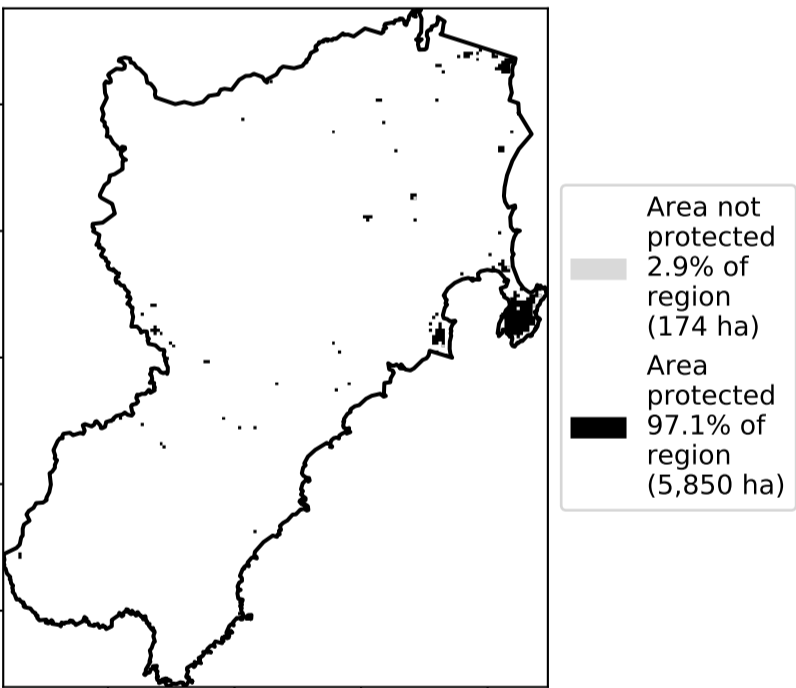 Area not
protected
2.9% of
region
(174 ha)
Area
protected
97.1% of
region
(5,850 ha)